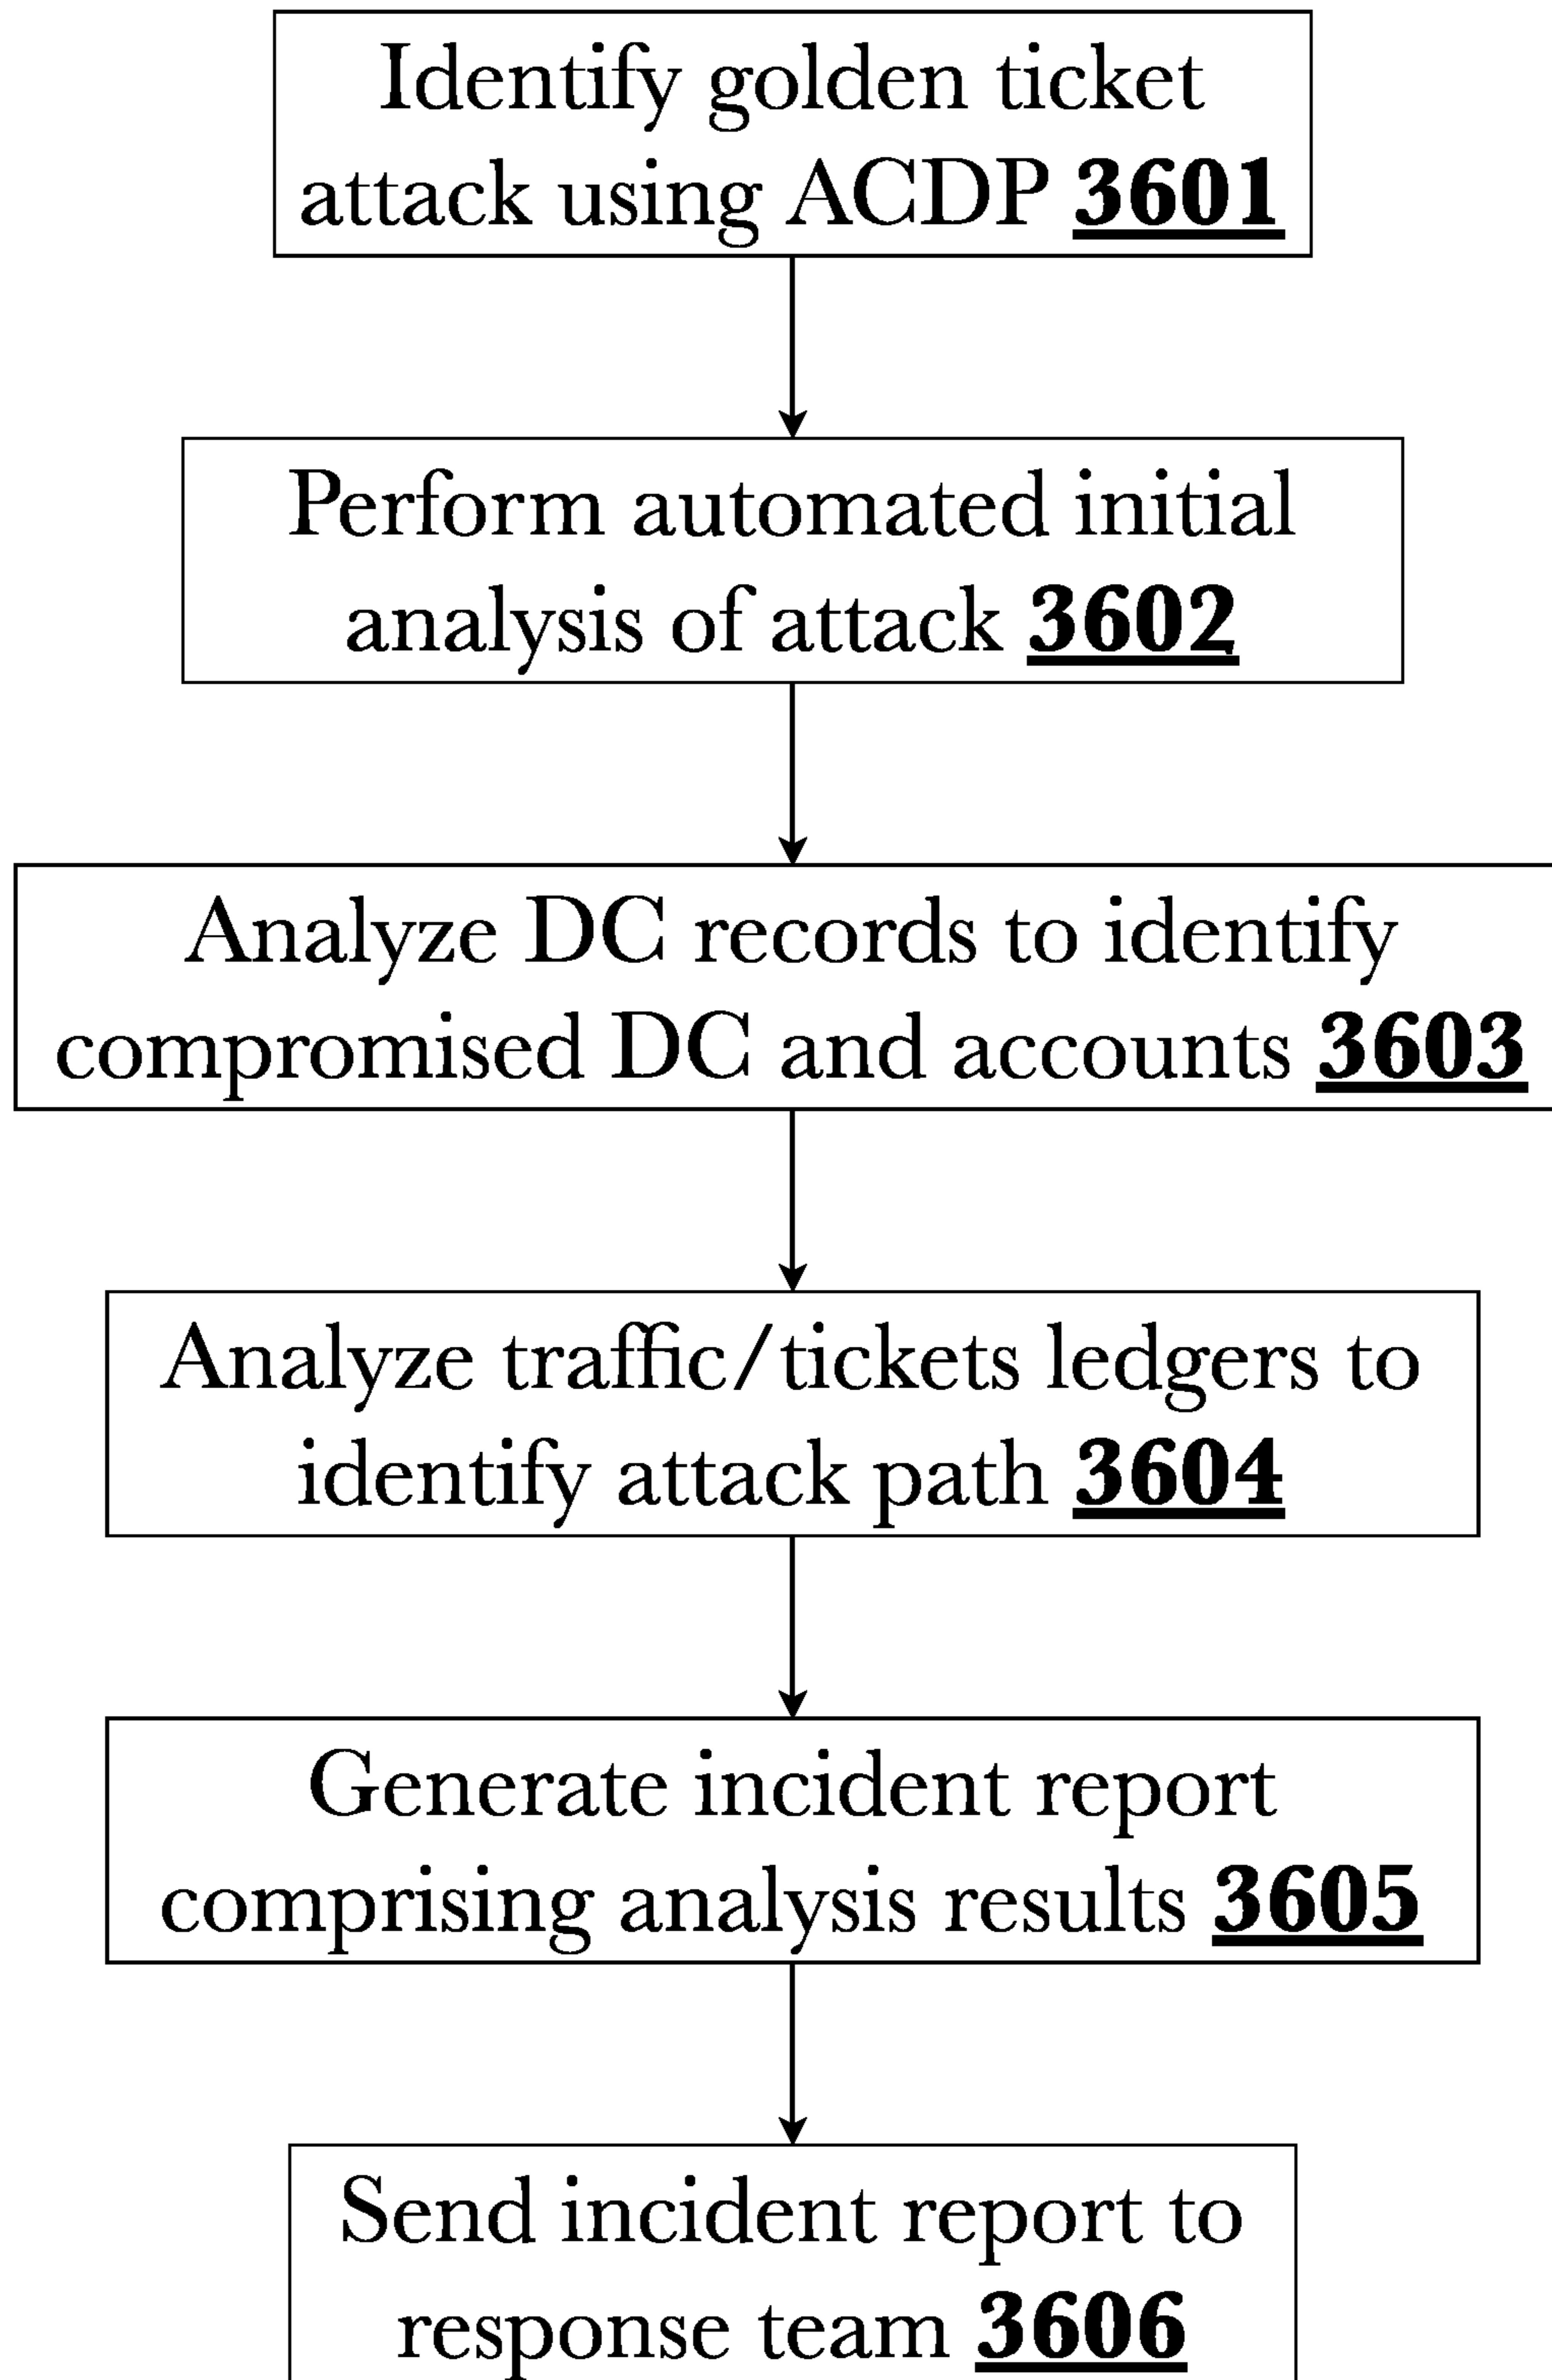 Identify golden ticket
attack using ACDP 3601
Perform automated initial
analysis of attack 3602
Analyze DC records to identify
compromised DC and accounts 3603
Analyze traffic/tickets ledgers to
identify attack path 3604
Generate incident report
comprising analysis results 3605
Send incident report to
response team 3606